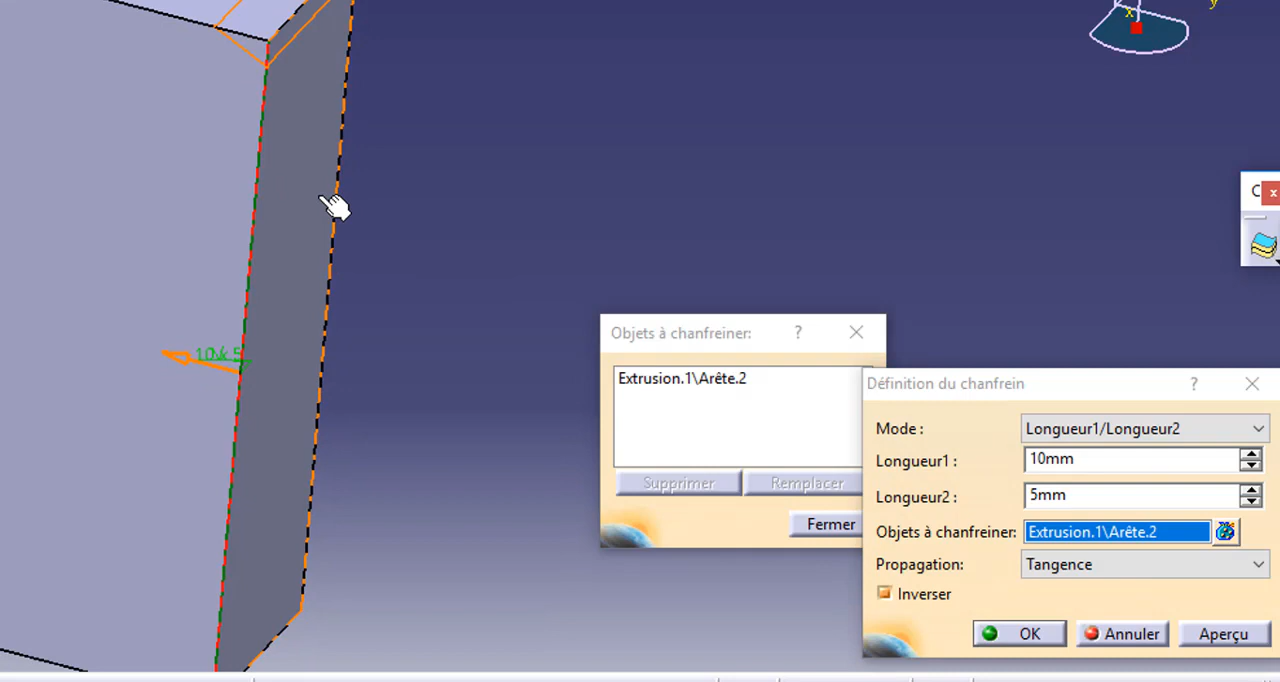 x
y
C x
Objets à chanfreiner: ?
Extrusion.1\Arête.2
Supprimer Remplacer
Fermer
Définition du chanfrein ?
Mode : Longueur1/Longueur2
Longueur1 : 10mm
Longueur2 : 5mm
Objets à chanfreiner: Extrusion.1\Arête.2
Propagation: Tangence
Inverser
OK Annuler Aperçu